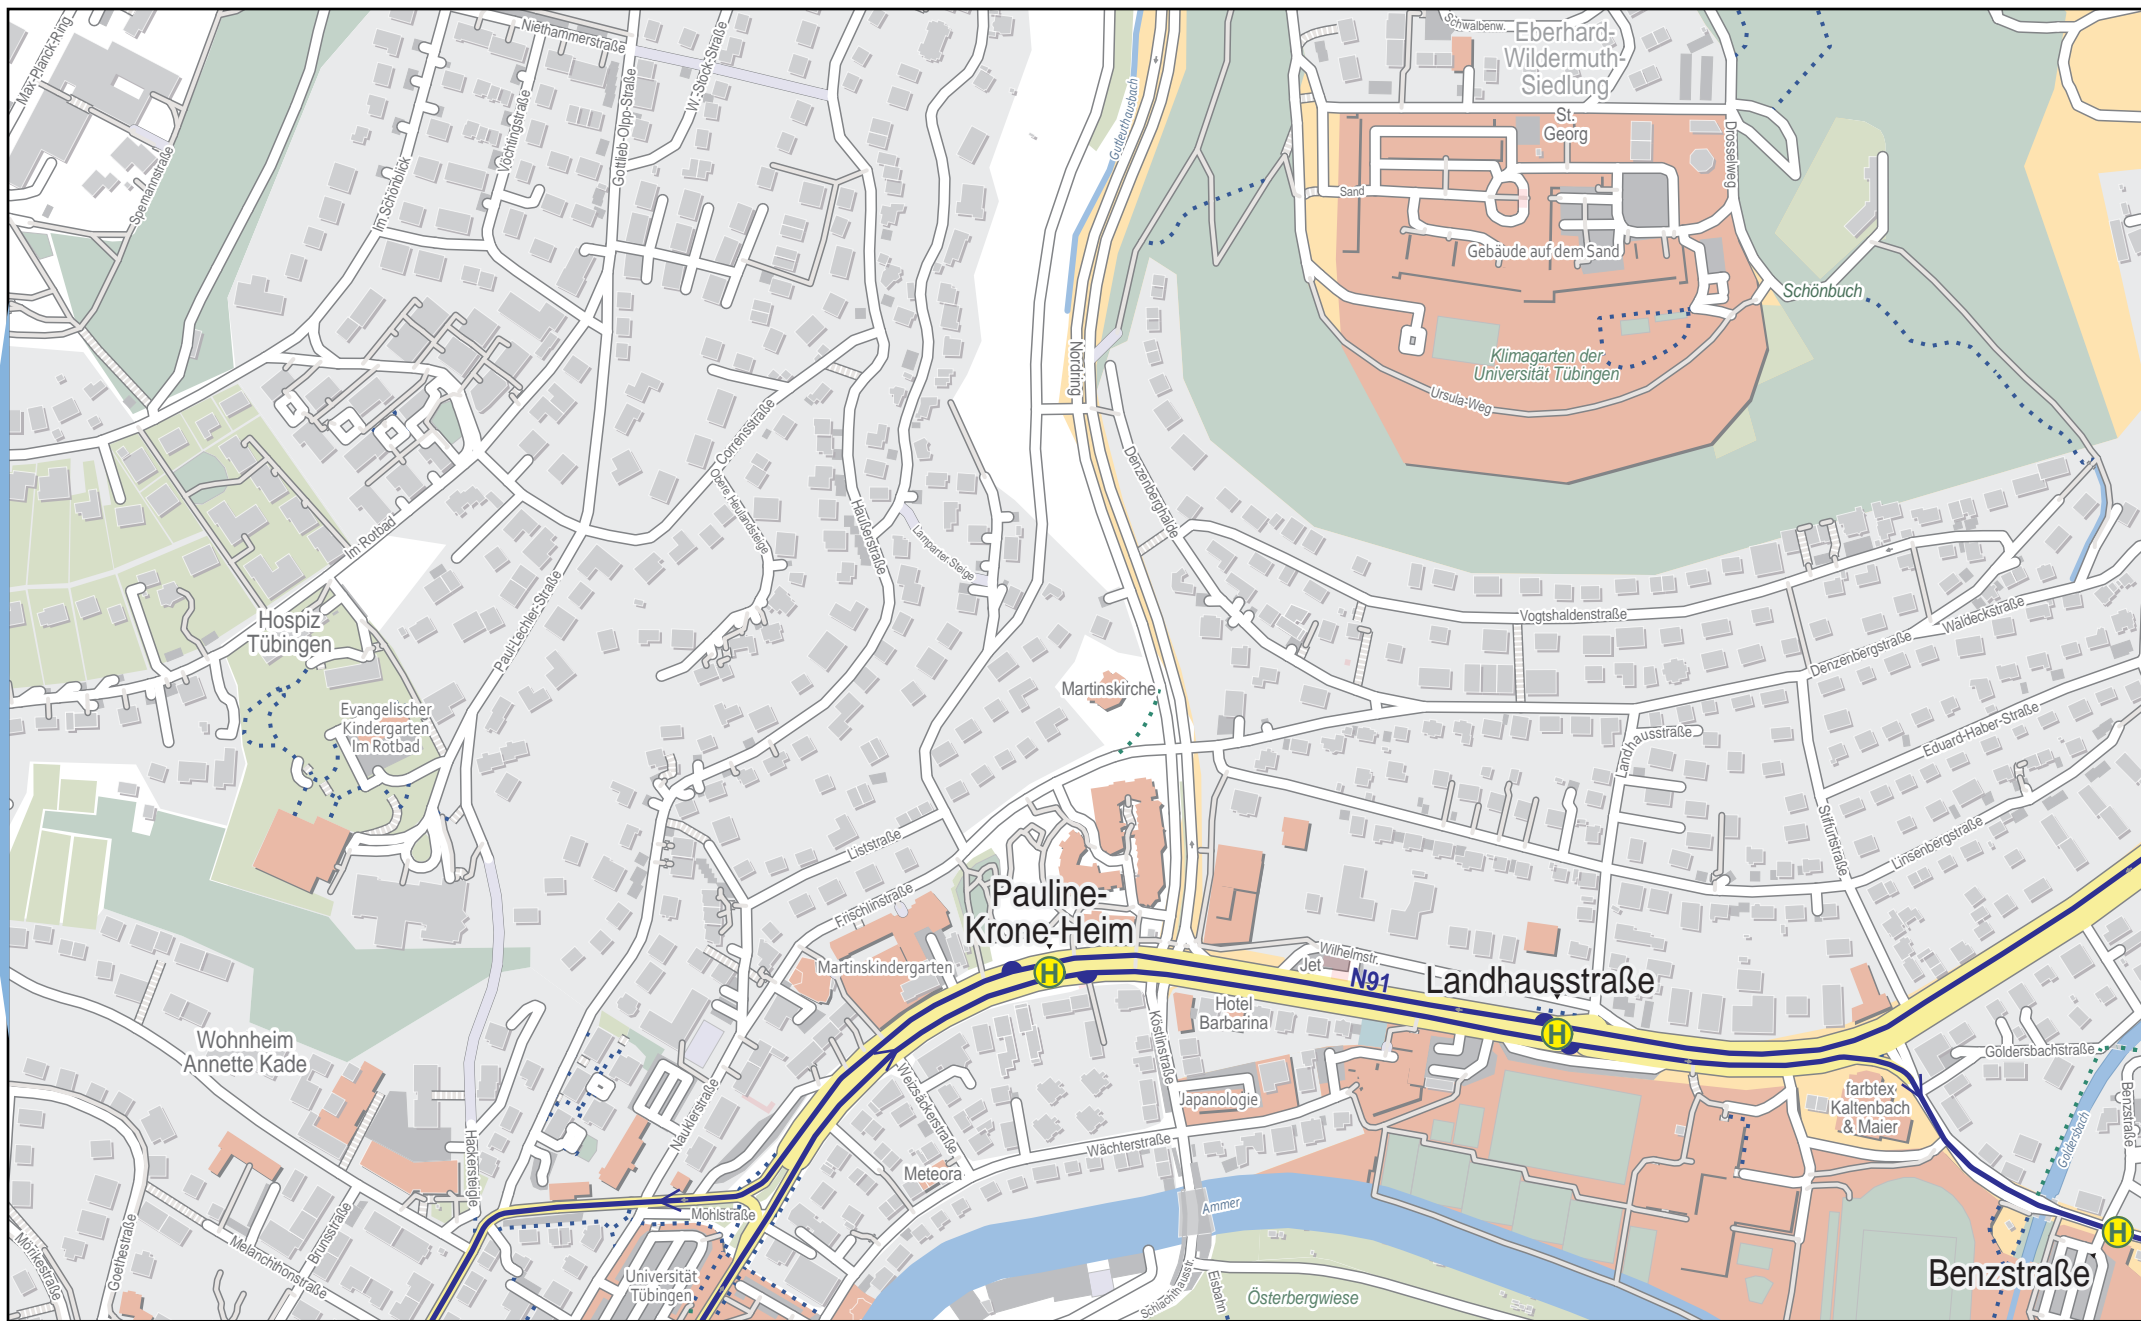 Max-Planck-Ring
Niethammerstraße
W.-Stock-Straße
Gutleuthausbach
Schwalbenw.
Eberhard-
Wildermuth-
Siedlung
St.
Georg
Drosselweg
Spemannstraße
Im Schönblick
Vöchtingstraße
Gottlieb-Olpp-Straße
Sand
Gebäude auf dem Sand
Schönbuch
Nordring
Klimagarten der
Universität Tübingen
Ursula-Weg
Corrensstraße
Obere Heulandsteige
Haußerstraße
Lamparter Steige
Denzenberghalde
Im Rotbad
Paul-Lechler-Straße
Hospiz
Tübingen
Vogtshaldenstraße
Waldeckstraße
Denzenbergstraße
Martinskirche
Evangelischer
Kindergarten
Im Rotbad
Landhausstraße
Eduard-Haber-Straße
Stiffurtstraße
Linsenbergstraße
Liststraße
Frischlinstraße
Pauline-
Krone-Heim
H
Martinskindergarten
Wilhelmstr.
Jet
N91
Landhausstraße
H
Hotel
Barbarina
Köstlinstraße
Wohnheim
Annette Kade
Weizsäckerstraße
Japanologie
Wächterstraße
Meteora
Nauklerstraße
Hackersteigle
Goldersbachstraße
farbtex
Kaltenbach
& Maier
Benzstraße
Goldersbach
Mohlstraße
Ammer
Mörikestraße
Goethestraße
Melanchthonstraße
Brunsstraße
Universität
Tübingen
Schlachthausstr.
Eisbahn
Österbergwiese
H
Benzstraße